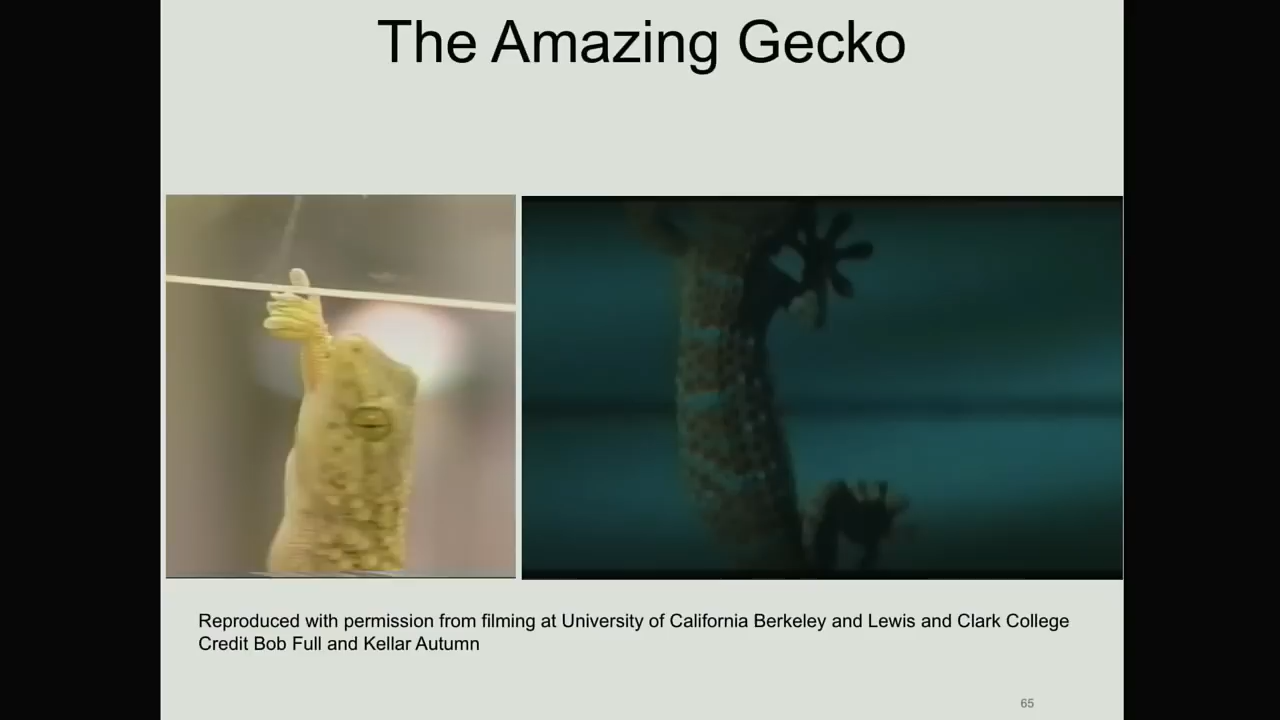 The Amazing Gecko
Reproduced with permission from filming at University of California Berkeley and Lewis and Clark College
Credit Bob Full and Kellar Autumn
65